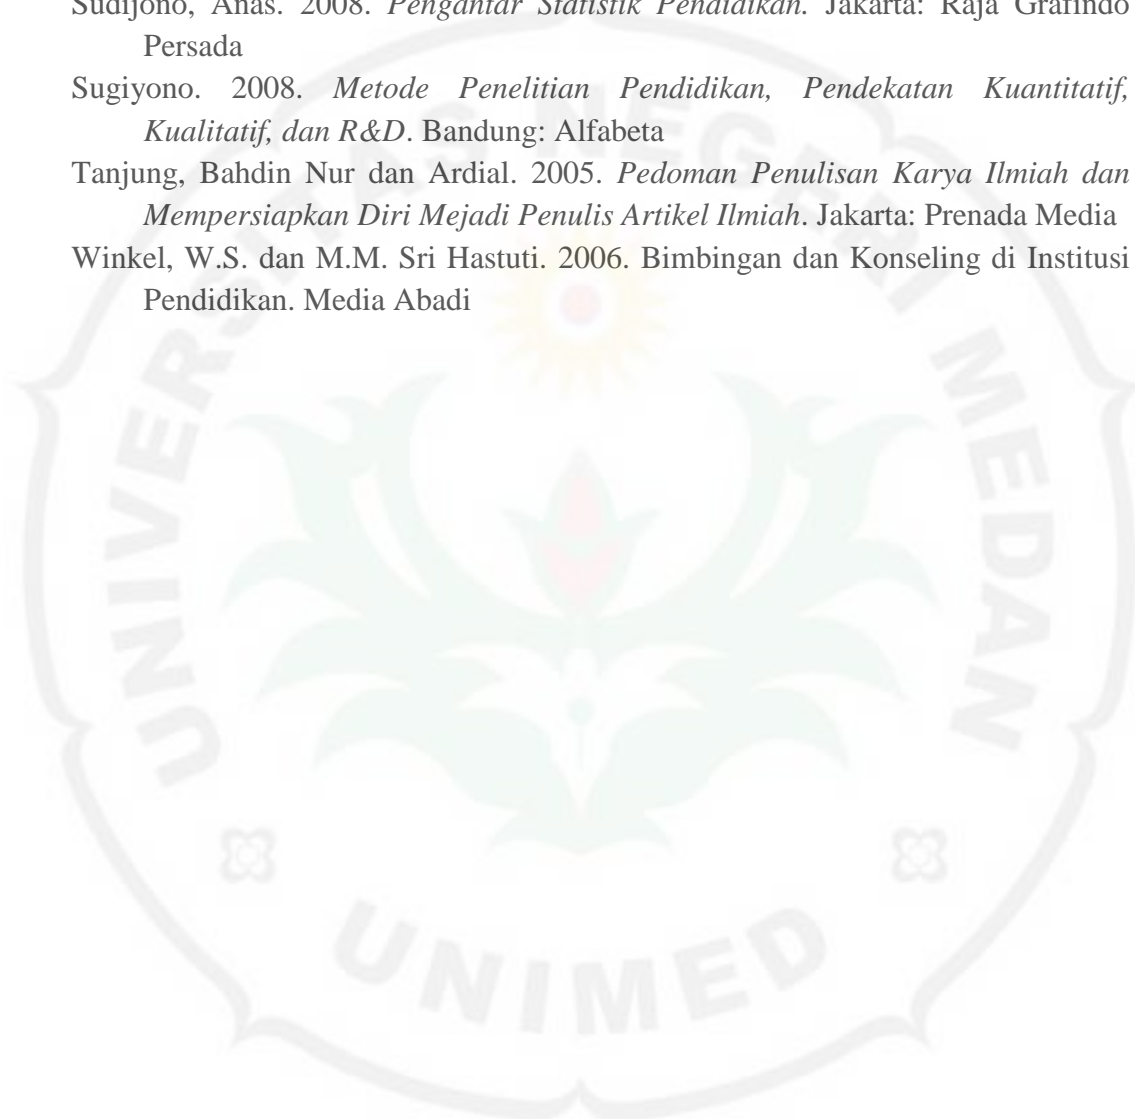 Sudijono, Anas. 2008. Pengantar Statistik Pendidikan. Jakarta: Raja Grafindo
Persada
Sugiyono. 2008. Metode Penelitian Pendidikan, Pendekatan Kuantitatif,
Kualitatif, dan R&D. Bandung: Alfabeta
Tanjung, Bahdin Nur dan Ardial. 2005. Pedoman Penulisan Karya Ilmiah dan
Mempersiapkan Diri Mejadi Penulis Artikel Ilmiah. Jakarta: Prenada Media
Winkel, W.S. dan M.M. Sri Hastuti. 2006. Bimbingan dan Konseling di Institusi
Pendidikan. Media Abadi
UNIVERSITAS NEGERI MEDAN
UNIMED